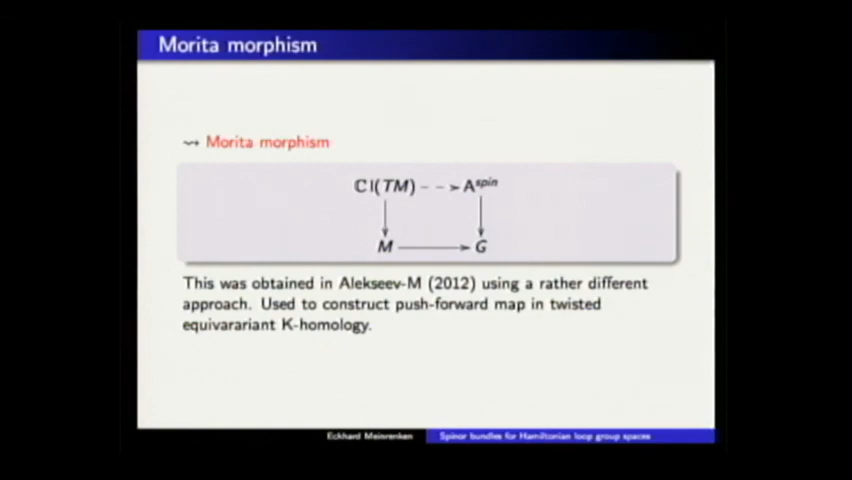 Morita morphism
⇝ Morita morphism
ℂl(TM) - - ➤ A^spin
M ⟶ G
This was obtained in Alekseev-M (2012) using a rather different
approach. Used to construct push-forward map in twisted
equivarariant K-homology.
Eckhard Meinrenken Spinor bundles for Hamiltonian loop group spaces